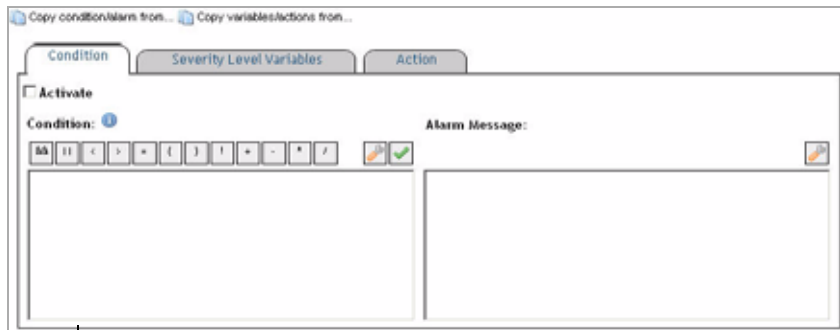 Copy condition/alarm from... Copy variables/actions from...
Condition Severity Level Variables Action
Activate
Condition: Alarm Message:
&& || < > = ( ) ! + - * /